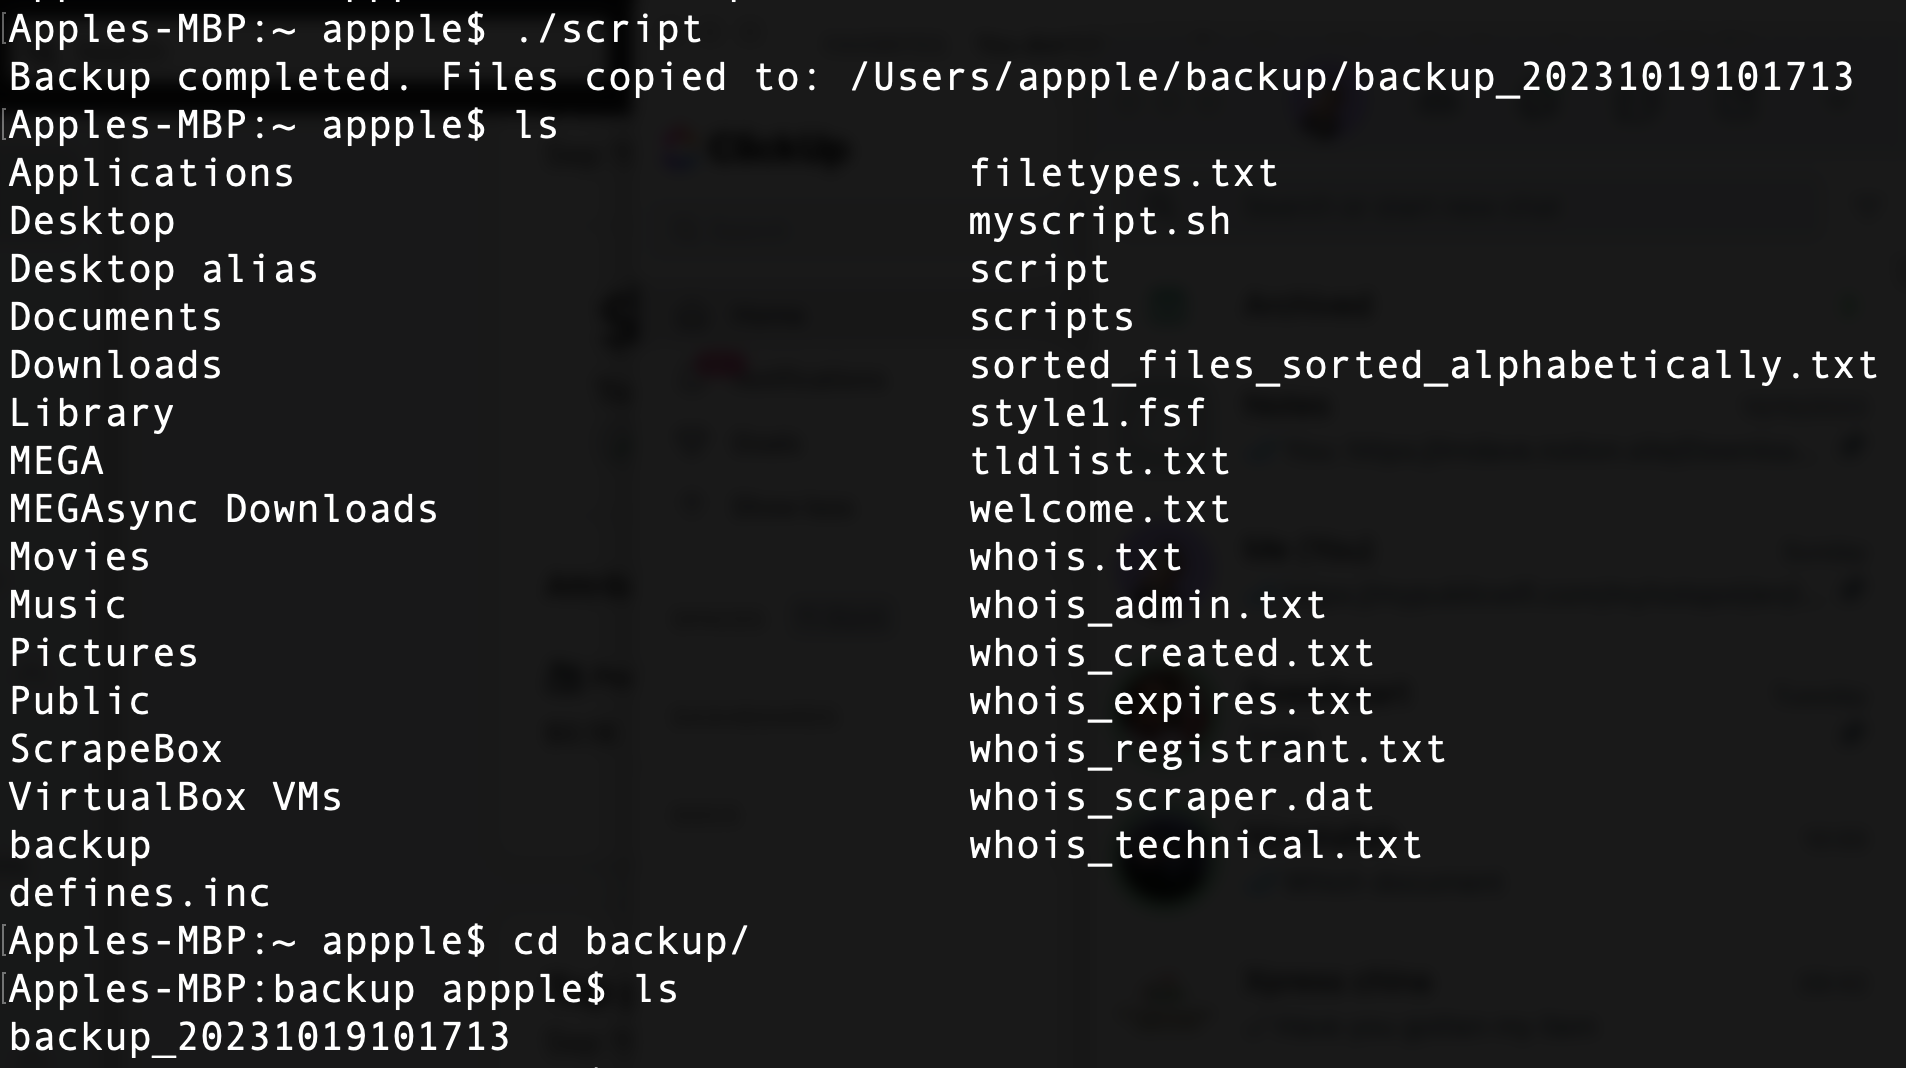 Apples-MBP:~ appple$ ./script
Backup completed. Files copied to: /Users/appple/backup/backup_20231019101713
Apples-MBP:~ appple$ ls
Applications filetypes.txt
Desktop myscript.sh
Desktop alias script
Documents scripts
Downloads sorted_files_sorted_alphabetically.txt
Library style1.fsf
MEGA tldlist.txt
MEGAsync Downloads welcome.txt
Movies whois.txt
Music whois_admin.txt
Pictures whois_created.txt
Public whois_expires.txt
ScrapeBox whois_registrant.txt
VirtualBox VMs whois_scraper.dat
backup whois_technical.txt
defines.inc
Apples-MBP:~ appple$ cd backup/
Apples-MBP:backup appple$ ls
backup_20231019101713